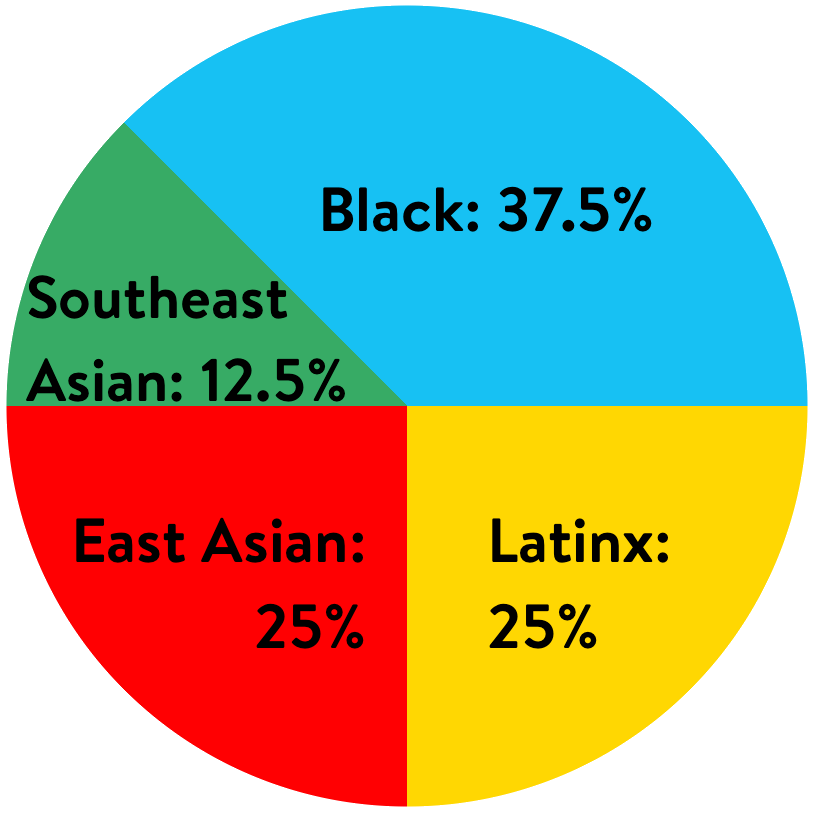 Black: 37.5%
Southeast
Asian: 12.5%
East Asian:
25%
Latinx:
25%